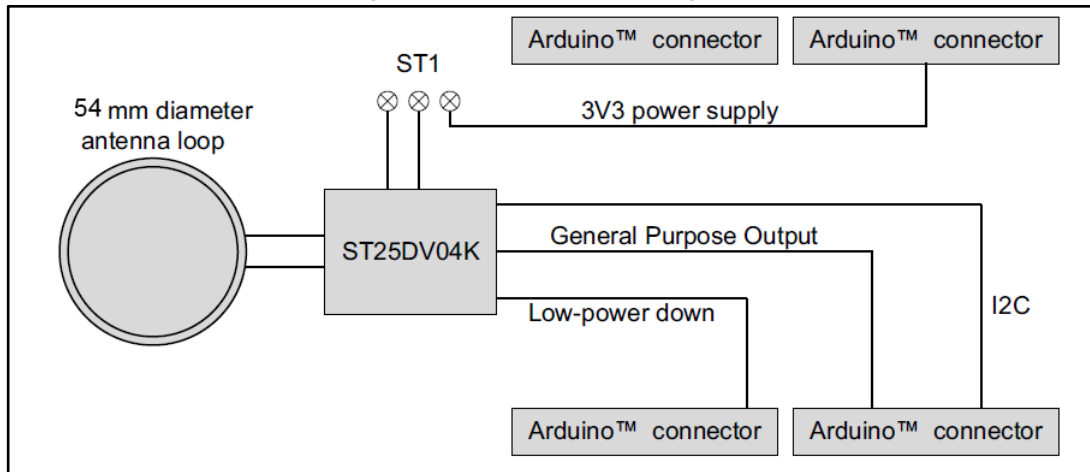 Arduino™ connector
Arduino™ connector
ST1
54 mm diameter
antenna loop
3V3 power supply
ST25DV04K
General Purpose Output
Low-power down
I2C
Arduino™ connector
Arduino™ connector